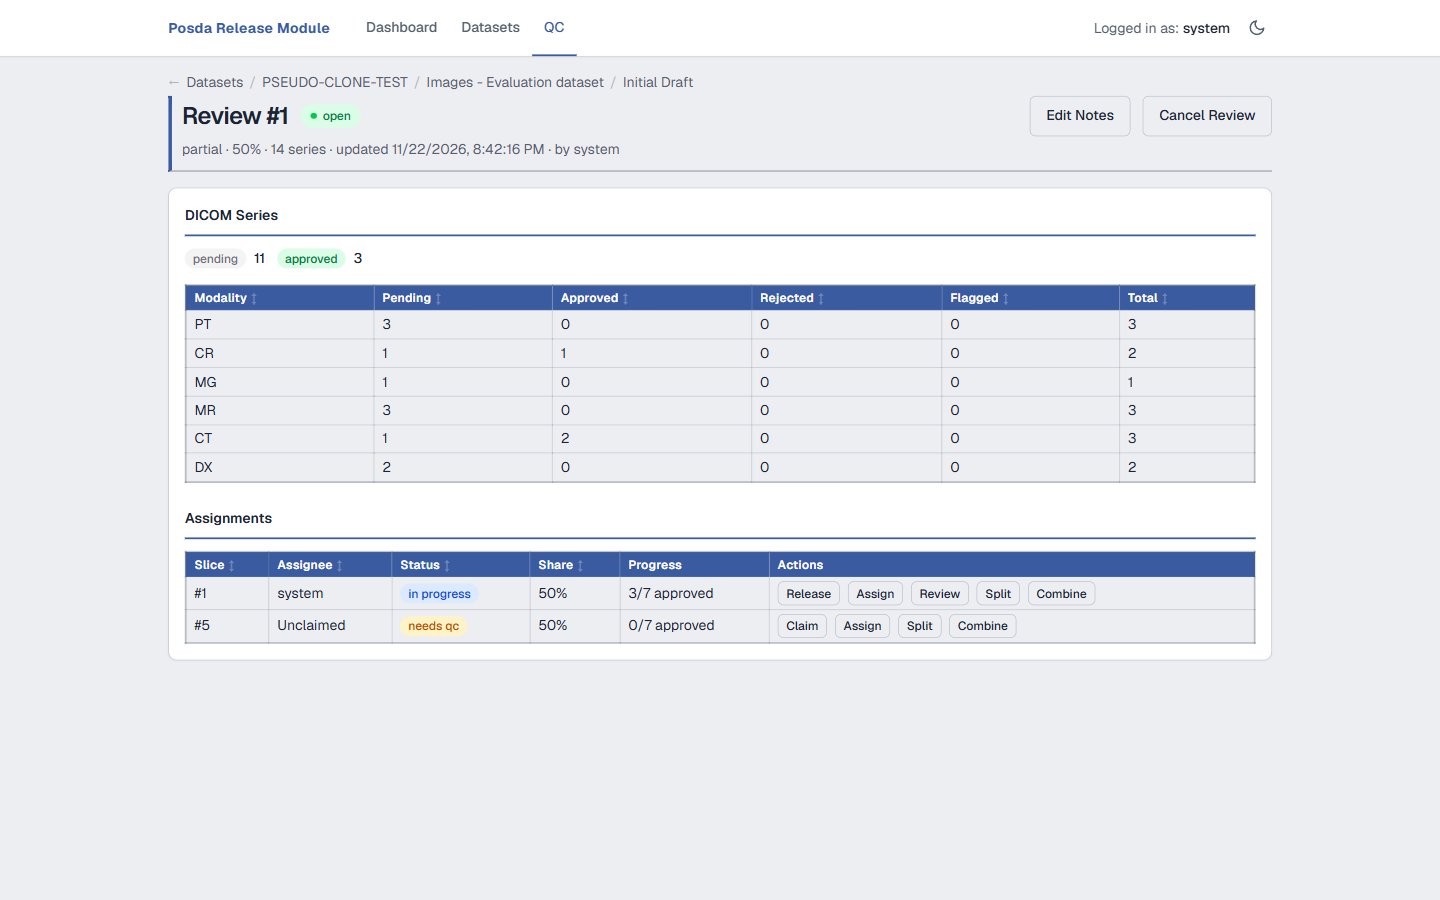 Posda Release Module Dashboard Datasets QC Logged in as: system
← Datasets / PSEUDO-CLONE-TEST / Images - Evaluation dataset / Initial Draft
Review #1 open Edit Notes Cancel Review
partial · 50% · 14 series · updated 11/22/2026, 8:42:16 PM · by system
DICOM Series
pending 11 approved 3
Modality Pending Approved Rejected Flagged Total
PT 3 0 0 0 3
CR 1 1 0 0 2
MG 1 0 0 0 1
MR 3 0 0 0 3
CT 1 2 0 0 3
DX 2 0 0 0 2
Assignments
Slice Assignee Status Share Progress Actions
#1 system in progress 50% 3/7 approved Release Assign Review Split Combine
#5 Unclaimed needs qc 50% 0/7 approved Claim Assign Split Combine